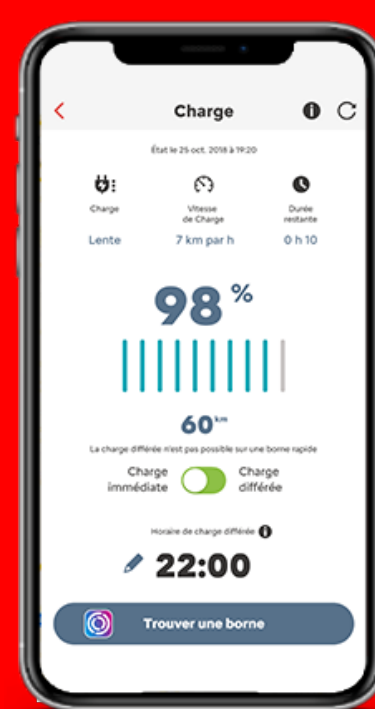 Charge
État le 25 oct. 2018 à 19:20
Charge
Vitesse
de Charge
Durée
restante
Lente
7 km par h
0 h 10
98 %
60 km
La charge différée n'est pas possible sur une borne rapide
Charge
immédiate
Charge
différée
Horaire de charge différée
22:00
Trouver une borne